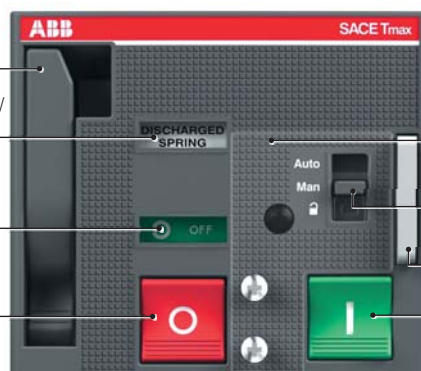 ABB
SACE Tmax
/
DISCHARGED
SPRING
Auto
Man
O OFF
O
I